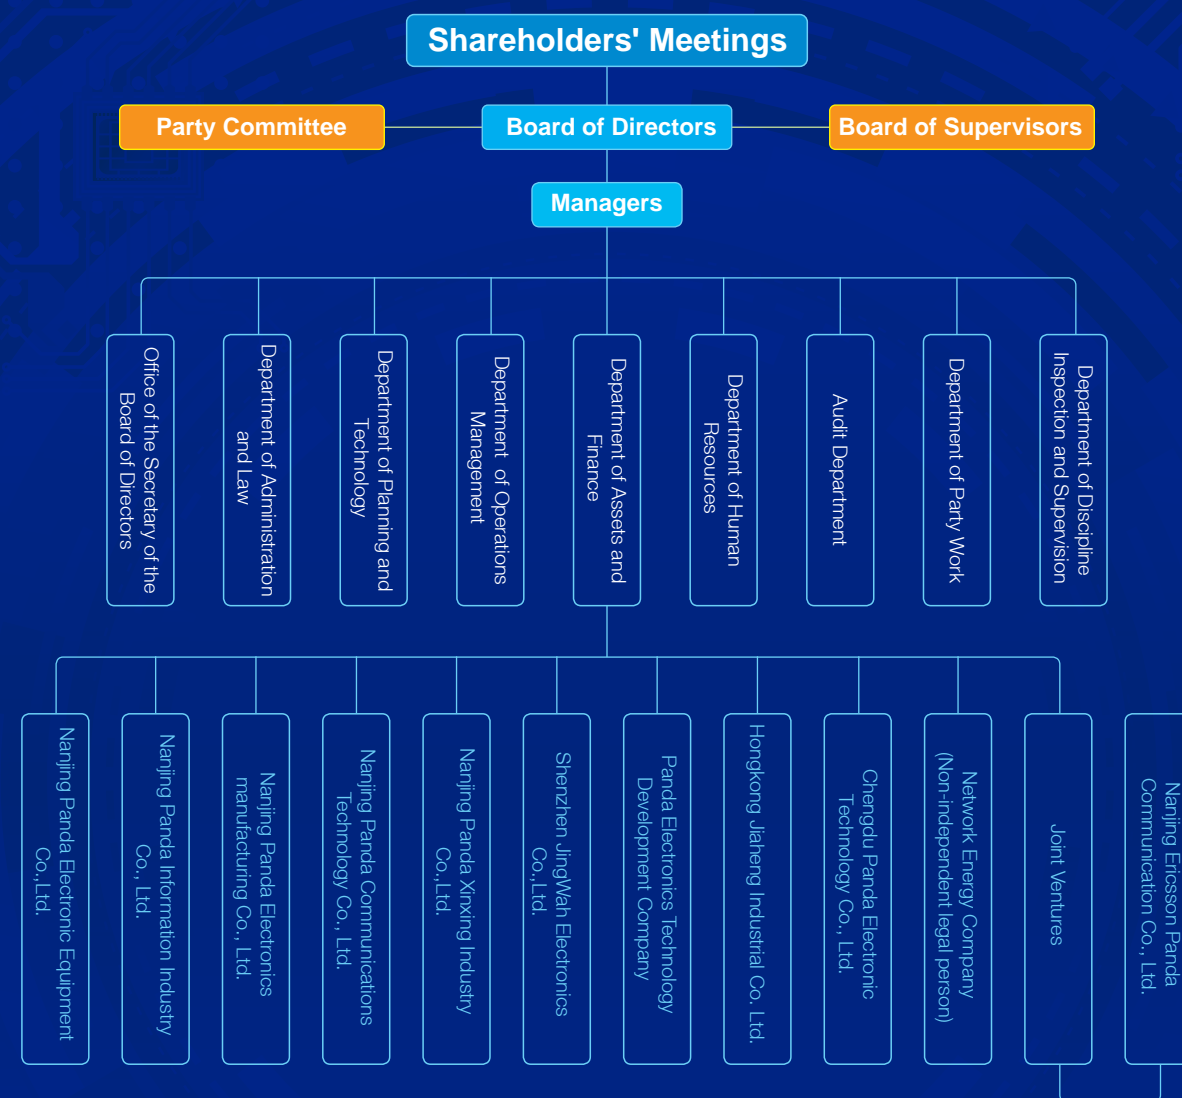 Shareholders' Meetings
Party Committee
Board of Directors
Board of Supervisors
Managers
Office of the Secretary of the
Board of Directors
Department of Administration
and Law
Department of Planning and
Technology
Department  of Operations
Management
Department of Assets and
Finance
Department of Human
Resources
Audit Department
Department of Party Work
Department of Discipline
Inspection and Supervision
Nanjing Panda Electronic Equipment
Co.,Ltd.
Nanjing Panda Information Industry
Co., Ltd.
Nanjing Panda Electronics
manufacturing Co., Ltd.
Nanjing Panda Communications
Technology Co., Ltd.
Nanjing Panda Xinxing Industry
Co.,Ltd.
Shenzhen JingWah Electronics
Co.,Ltd.
Panda Electronics Technology
Development Company
Hongkong Jiaheng Industrial Co. Ltd.
Chengdu Panda Electronic
Technology Co., Ltd.
Network Energy Company
(Non-independent legal person)
Joint Ventures
Nanjing Ericsson Panda
Communication Co., Ltd.